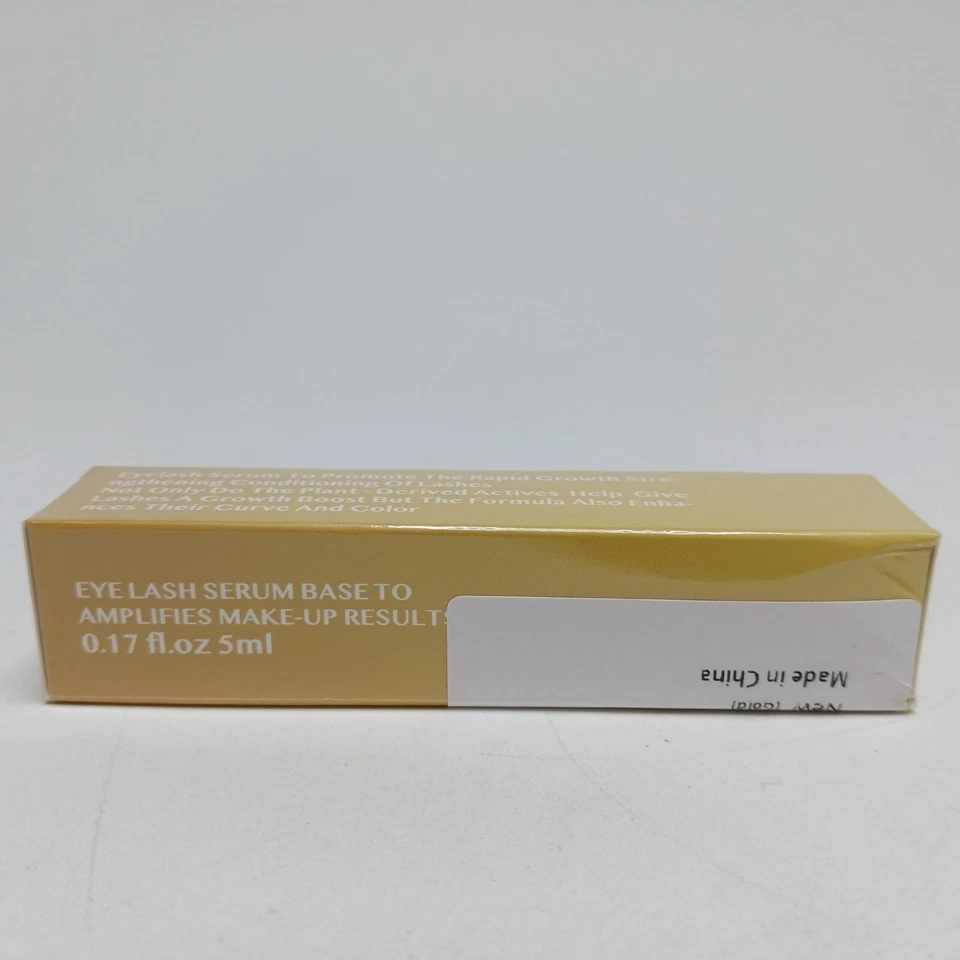 Eyelash Serum To Promote The Rapid Growth Stre-
ngthening Conditioning Of Lashes
Not Only Do The Plant - Derived Actives Help Give
Lashes A Growth Boost But The Formula Also Enha-
nces Their Curve And Color
EYE LASH SERUM BASE TO
AMPLIFIES MAKE-UP RESULTS
0.17 fl.oz 5ml
Made in China
New (Gold)